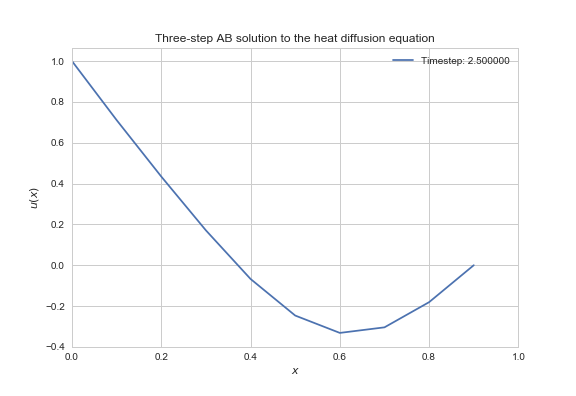 Three-step AB solution to the heat diffusion equation
Timestep: 2.500000
1.0
0.8
0.6
0.4
0.2
0.0
−0.2
−0.4
u(x)
0.0 0.2 0.4 0.6 0.8 1.0
x